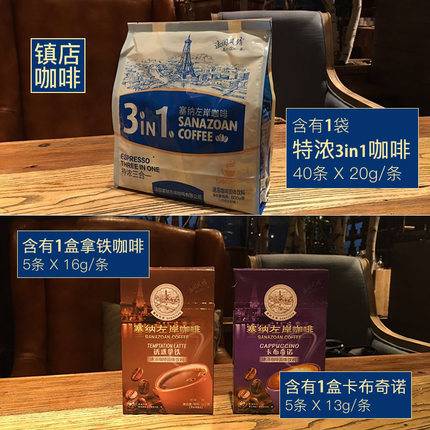 镇店
咖啡
3in1
塞纳左岸咖啡
SANAZOAN
COFFEE
ESPRESSO
THREE IN ONE
特浓三合一
含有1袋
特浓3in1咖啡
40条 X 20g/条
含有1盒拿铁咖啡
5条 X 16g/条
塞纳左岸咖啡
SANAZOAN COFFEE
TEMPTATION LATTE
诱惑拿铁
塞纳左岸咖啡
SANAZOAN COFFEE
CAPPUCCINO
卡布奇诺
含有1盒卡布奇诺
5条 X 13g/条